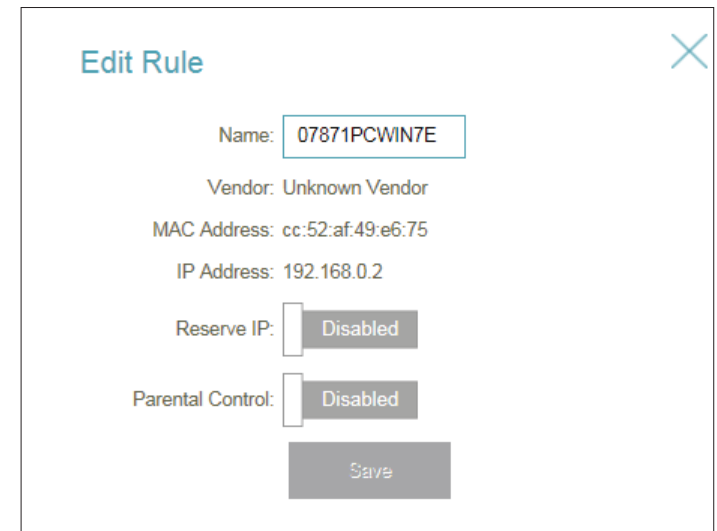 Edit Rule
Name: 07871PCWIN7E
Vendor: Unknown Vendor
MAC Address: cc:52:af:49:e6:75
IP Address: 192.168.0.2
Reserve IP: Disabled
Parental Control: Disabled
Save